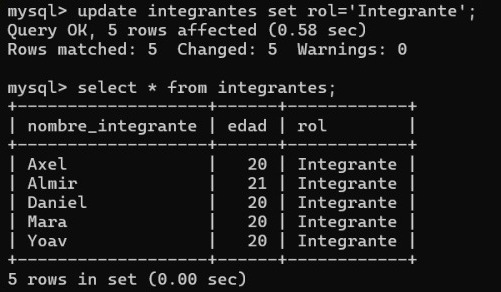 mysql> update integrantes set rol='Integrante';
Query OK, 5 rows affected (0.58 sec)
Rows matched: 5  Changed: 5  Warnings: 0

mysql> select * from integrantes;
+-------------------+------+------------+
| nombre_integrante | edad | rol        |
+-------------------+------+------------+
| Axel              |   20 | Integrante |
| Almir             |   21 | Integrante |
| Daniel            |   20 | Integrante |
| Mara              |   20 | Integrante |
| Yoav              |   20 | Integrante |
+-------------------+------+------------+
5 rows in set (0.00 sec)